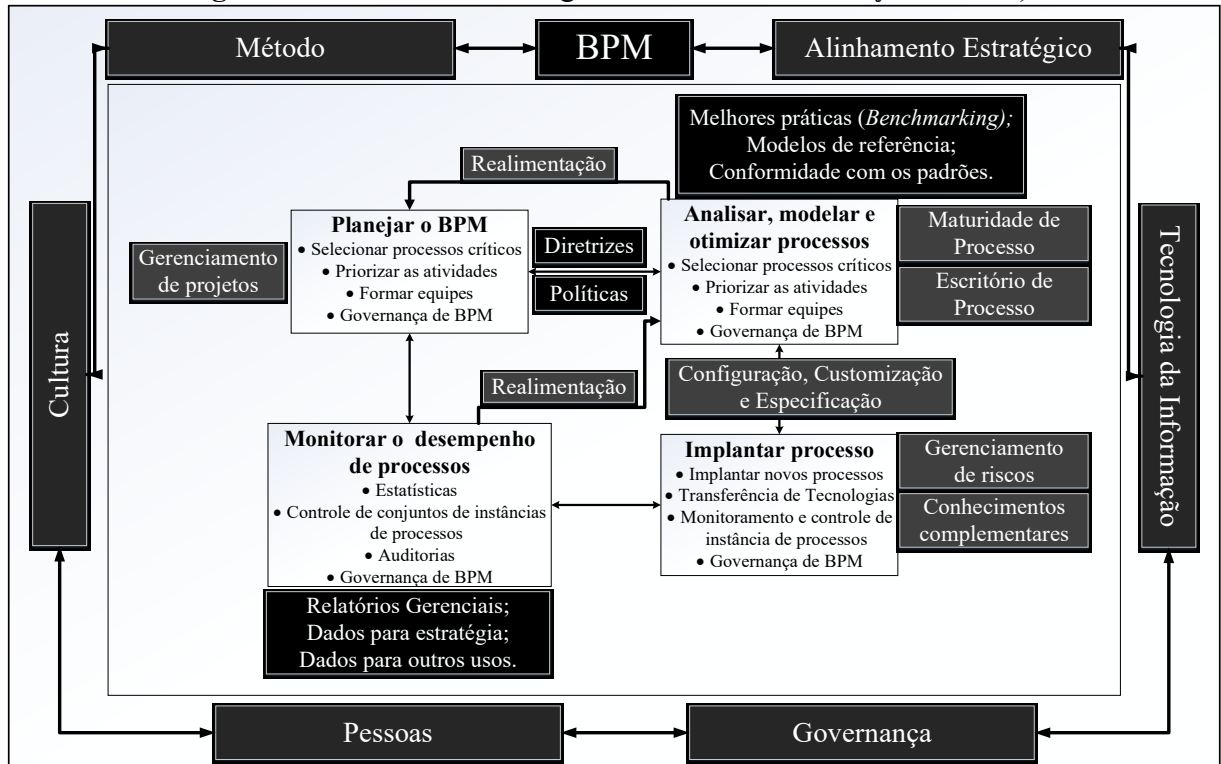 Método
BPM
Alinhamento Estratégico
Melhores práticas (Benchmarking);
Modelos de referência;
Conformidade com os padrões.
Realimentação
Planejar o BPM
• Selecionar processos críticos
• Priorizar as atividades
• Formar equipes
• Governança de BPM
Gerenciamento
de projetos
Diretrizes
Políticas
Analisar, modelar e
otimizar processos
• Selecionar processos críticos
• Priorizar as atividades
• Formar equipes
• Governança de BPM
Maturidade de
Processo
Escritório de
Processo
Cultura
Tecnologia da Informação
Realimentação
Configuração, Customização
e Especificação
Monitorar o desempenho
de processos
• Estatísticas
• Controle de conjuntos de instâncias
de processos
• Auditorias
• Governança de BPM
Implantar processo
• Implantar novos processos
• Transferência de Tecnologias
• Monitoramento e controle de
instância de processos
• Governança de BPM
Gerenciamento
de riscos
Conhecimentos
complementares
Relatórios Gerenciais;
Dados para estratégia;
Dados para outros usos.
Pessoas
Governança